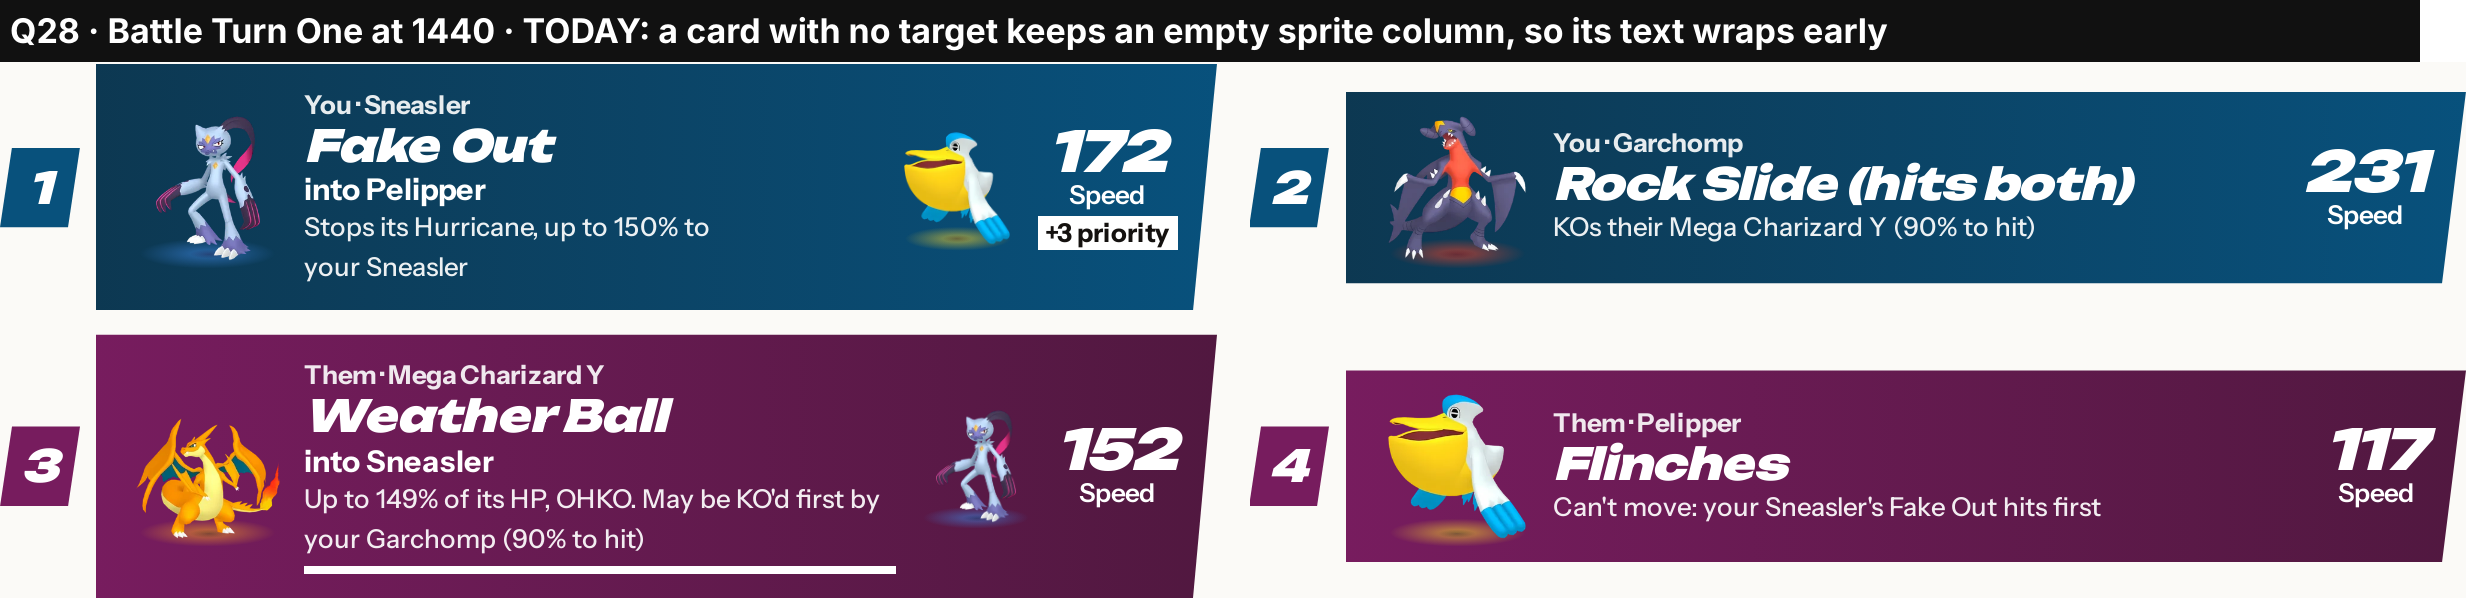 Q28 · Battle Turn One at 1440 · TODAY: a card with no target keeps an empty sprite column, so its text wraps early
1
You · Sneasler
Fake Out
into Pelipper
Stops its Hurricane, up to 150% to
your Sneasler
172
Speed
+3 priority
2
You · Garchomp
Rock Slide (hits both)
KOs their Mega Charizard Y (90% to hit)
231
Speed
3
Them · Mega Charizard Y
Weather Ball
into Sneasler
Up to 149% of its HP, OHKO. May be KO'd first by
your Garchomp (90% to hit)
152
Speed
4
Them · Pelipper
Flinches
Can't move: your Sneasler's Fake Out hits first
117
Speed